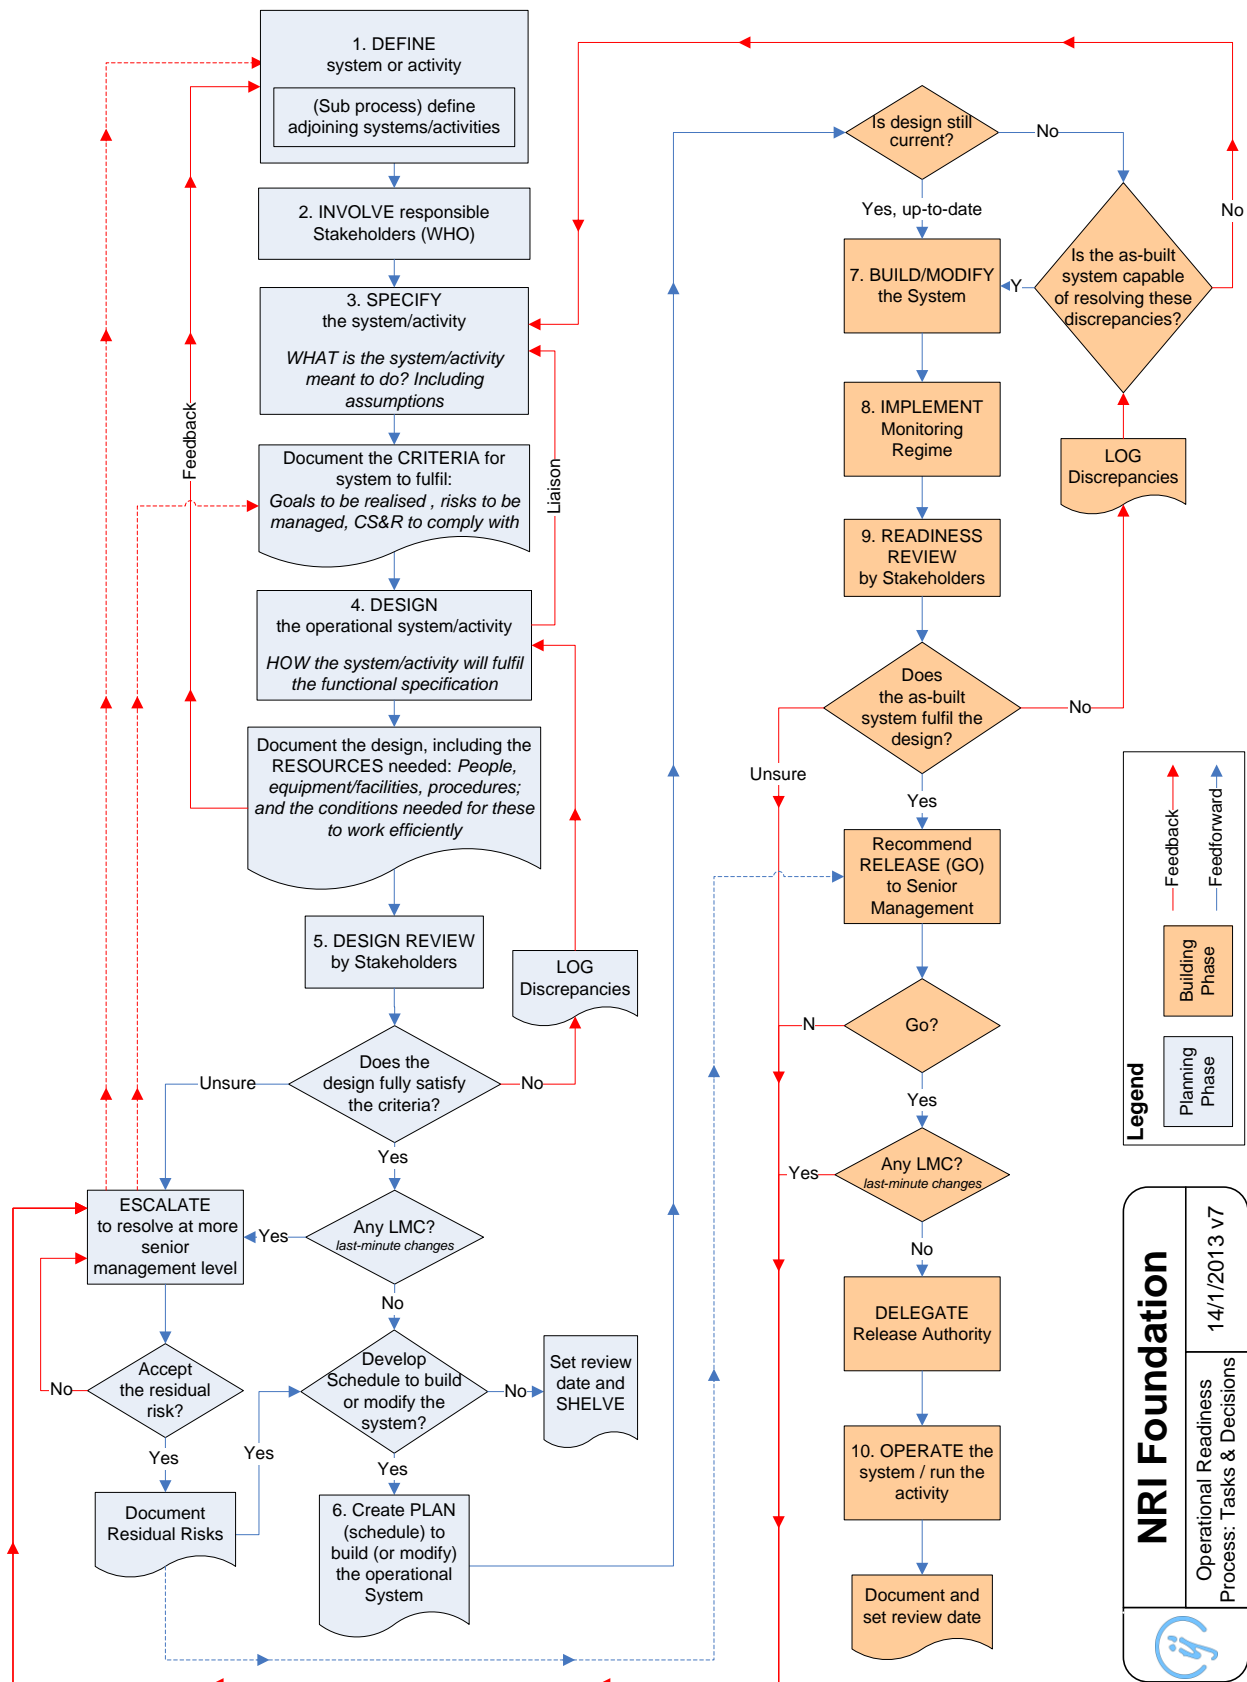 1. DEFINE
system or activity
(Sub process) define
adjoining systems/activities
2. INVOLVE responsible
Stakeholders (WHO)
3. SPECIFY
the system/activity
WHAT is the system/activity
meant to do? Including
assumptions
Feedback
Document the CRITERIA for
system to fulfil:
Goals to be realised , risks to be
managed, CS&R to comply with
Liaison
4. DESIGN
the operational system/activity
HOW the system/activity will fulfil
the functional specification
Document the design, including the
RESOURCES needed: People,
equipment/facilities, procedures;
and the conditions needed for these
to work efficiently
5. DESIGN REVIEW
by Stakeholders
LOG
Discrepancies
Does the
design fully satisfy
the criteria?
Unsure
No
Yes
ESCALATE
to resolve at more
senior
management level
Yes
Any LMC?
last-minute changes
No
Accept
the residual
risk?
No
Yes
Yes
Develop
Schedule to build
or modify the
system?
No
Set review
date and
SHELVE
Yes
Document
Residual Risks
6. Create PLAN
(schedule) to
build (or modify)
the operational
System
Is design still
current?
No
Yes, up-to-date
No
7. BUILD/MODIFY
the System
Y
Is the as-built
system capable
of resolving these
discrepancies?
8. IMPLEMENT
Monitoring
Regime
LOG
Discrepancies
9. READINESS
REVIEW
by Stakeholders
Does
the as-built
system fulfil the
design?
No
Unsure
Yes
Recommend
RELEASE (GO)
to Senior
Management
N
Go?
Yes
Yes
Any LMC?
last-minute changes
No
DELEGATE
Release Authority
10. OPERATE the
system / run the
activity
Document and
set review date
Legend
Planning
Phase
Building
Phase
Feedback
Feedforward
NRI Foundation
Operational Readiness
Process: Tasks & Decisions
14/1/2013 v7